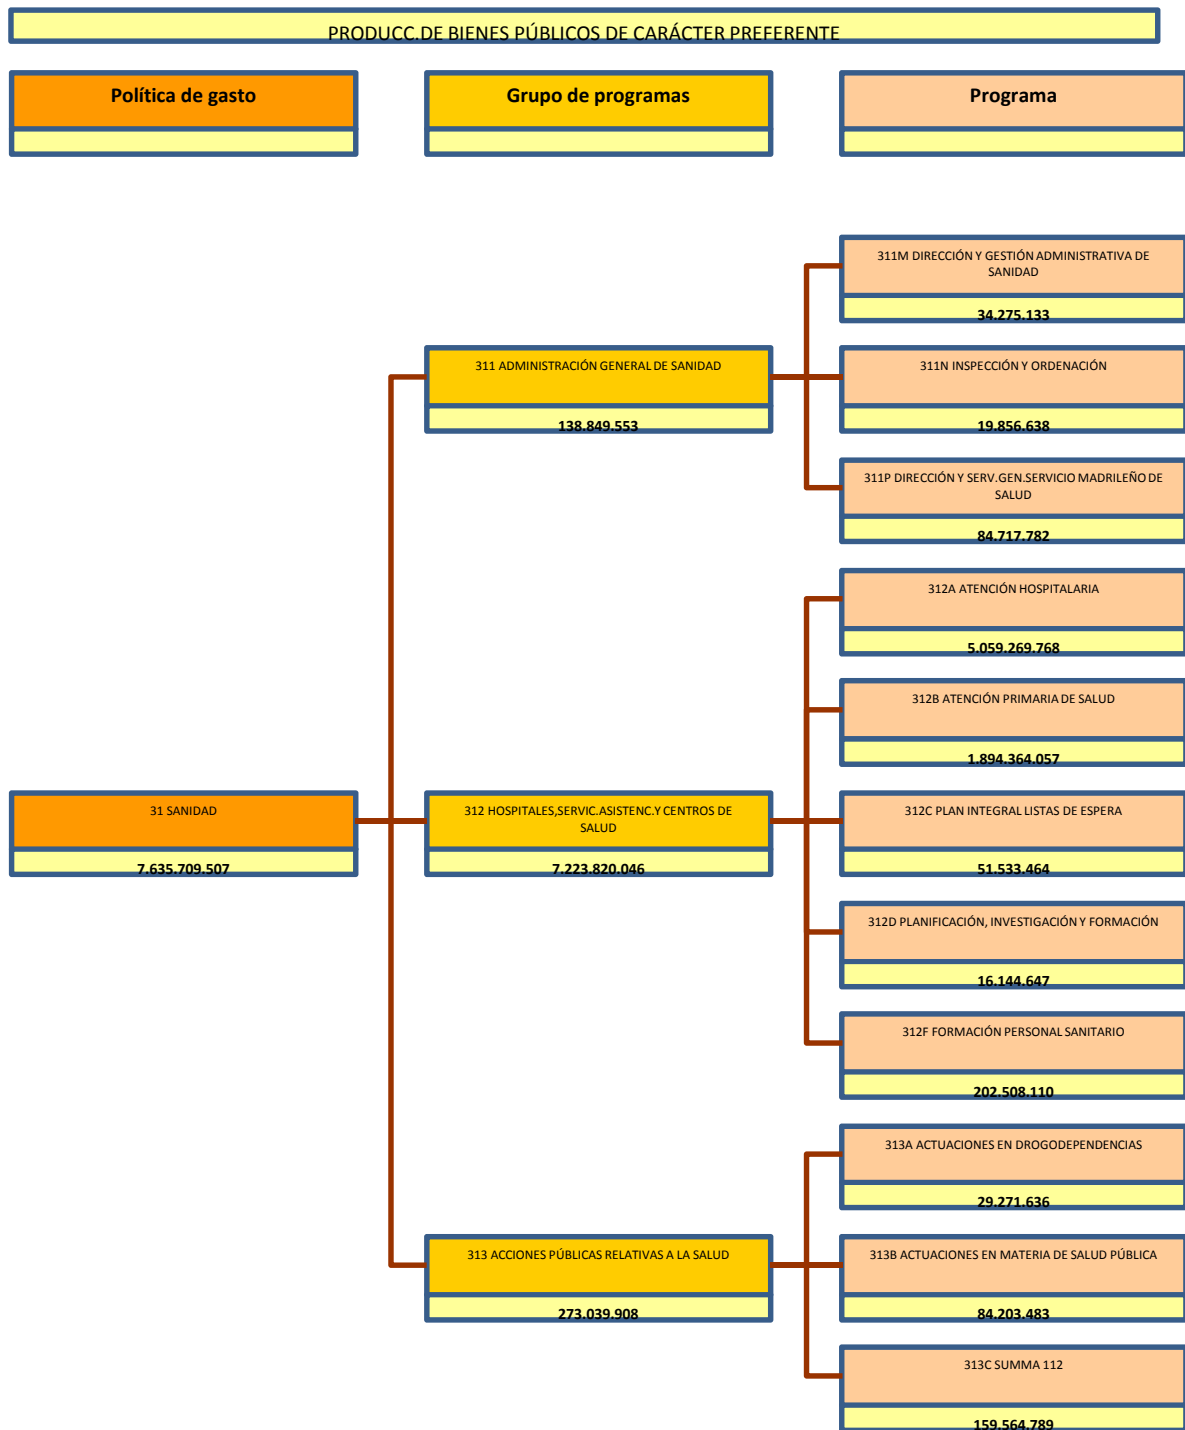 PRODUCC.DE BIENES PÚBLICOS DE CARÁCTER PREFERENTE
Política de gasto
Grupo de programas
Programa
311M DIRECCIÓN Y GESTIÓN ADMINISTRATIVA DE
SANIDAD
34.275.133
311 ADMINISTRACIÓN GENERAL DE SANIDAD
138.849.553
311N INSPECCIÓN Y ORDENACIÓN
19.856.638
311P DIRECCIÓN Y SERV.GEN.SERVICIO MADRILEÑO DE
SALUD
84.717.782
312A ATENCIÓN HOSPITALARIA
5.059.269.768
312B ATENCIÓN PRIMARIA DE SALUD
1.894.364.057
31 SANIDAD
7.635.709.507
312 HOSPITALES,SERVIC.ASISTENC.Y CENTROS DE
SALUD
7.223.820.046
312C PLAN INTEGRAL LISTAS DE ESPERA
51.533.464
312D PLANIFICACIÓN, INVESTIGACIÓN Y FORMACIÓN
16.144.647
312F FORMACIÓN PERSONAL SANITARIO
202.508.110
313A ACTUACIONES EN DROGODEPENDENCIAS
29.271.636
313 ACCIONES PÚBLICAS RELATIVAS A LA SALUD
273.039.908
313B ACTUACIONES EN MATERIA DE SALUD PÚBLICA
84.203.483
313C SUMMA 112
159.564.789